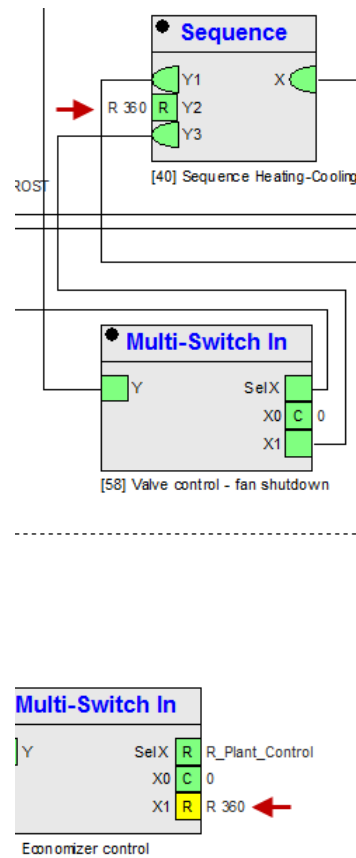 Sequence
Y1 X
R 360 R Y2
Y3
ROST
[40] Sequence Heating-Cooling
Multi-Switch In
Y SelX
X0 C 0
X1
[58] Valve control - fan shutdown
Multi-Switch In
Y SelX R R_Plant_Control
X0 C 0
X1 R R 360
Economizer control